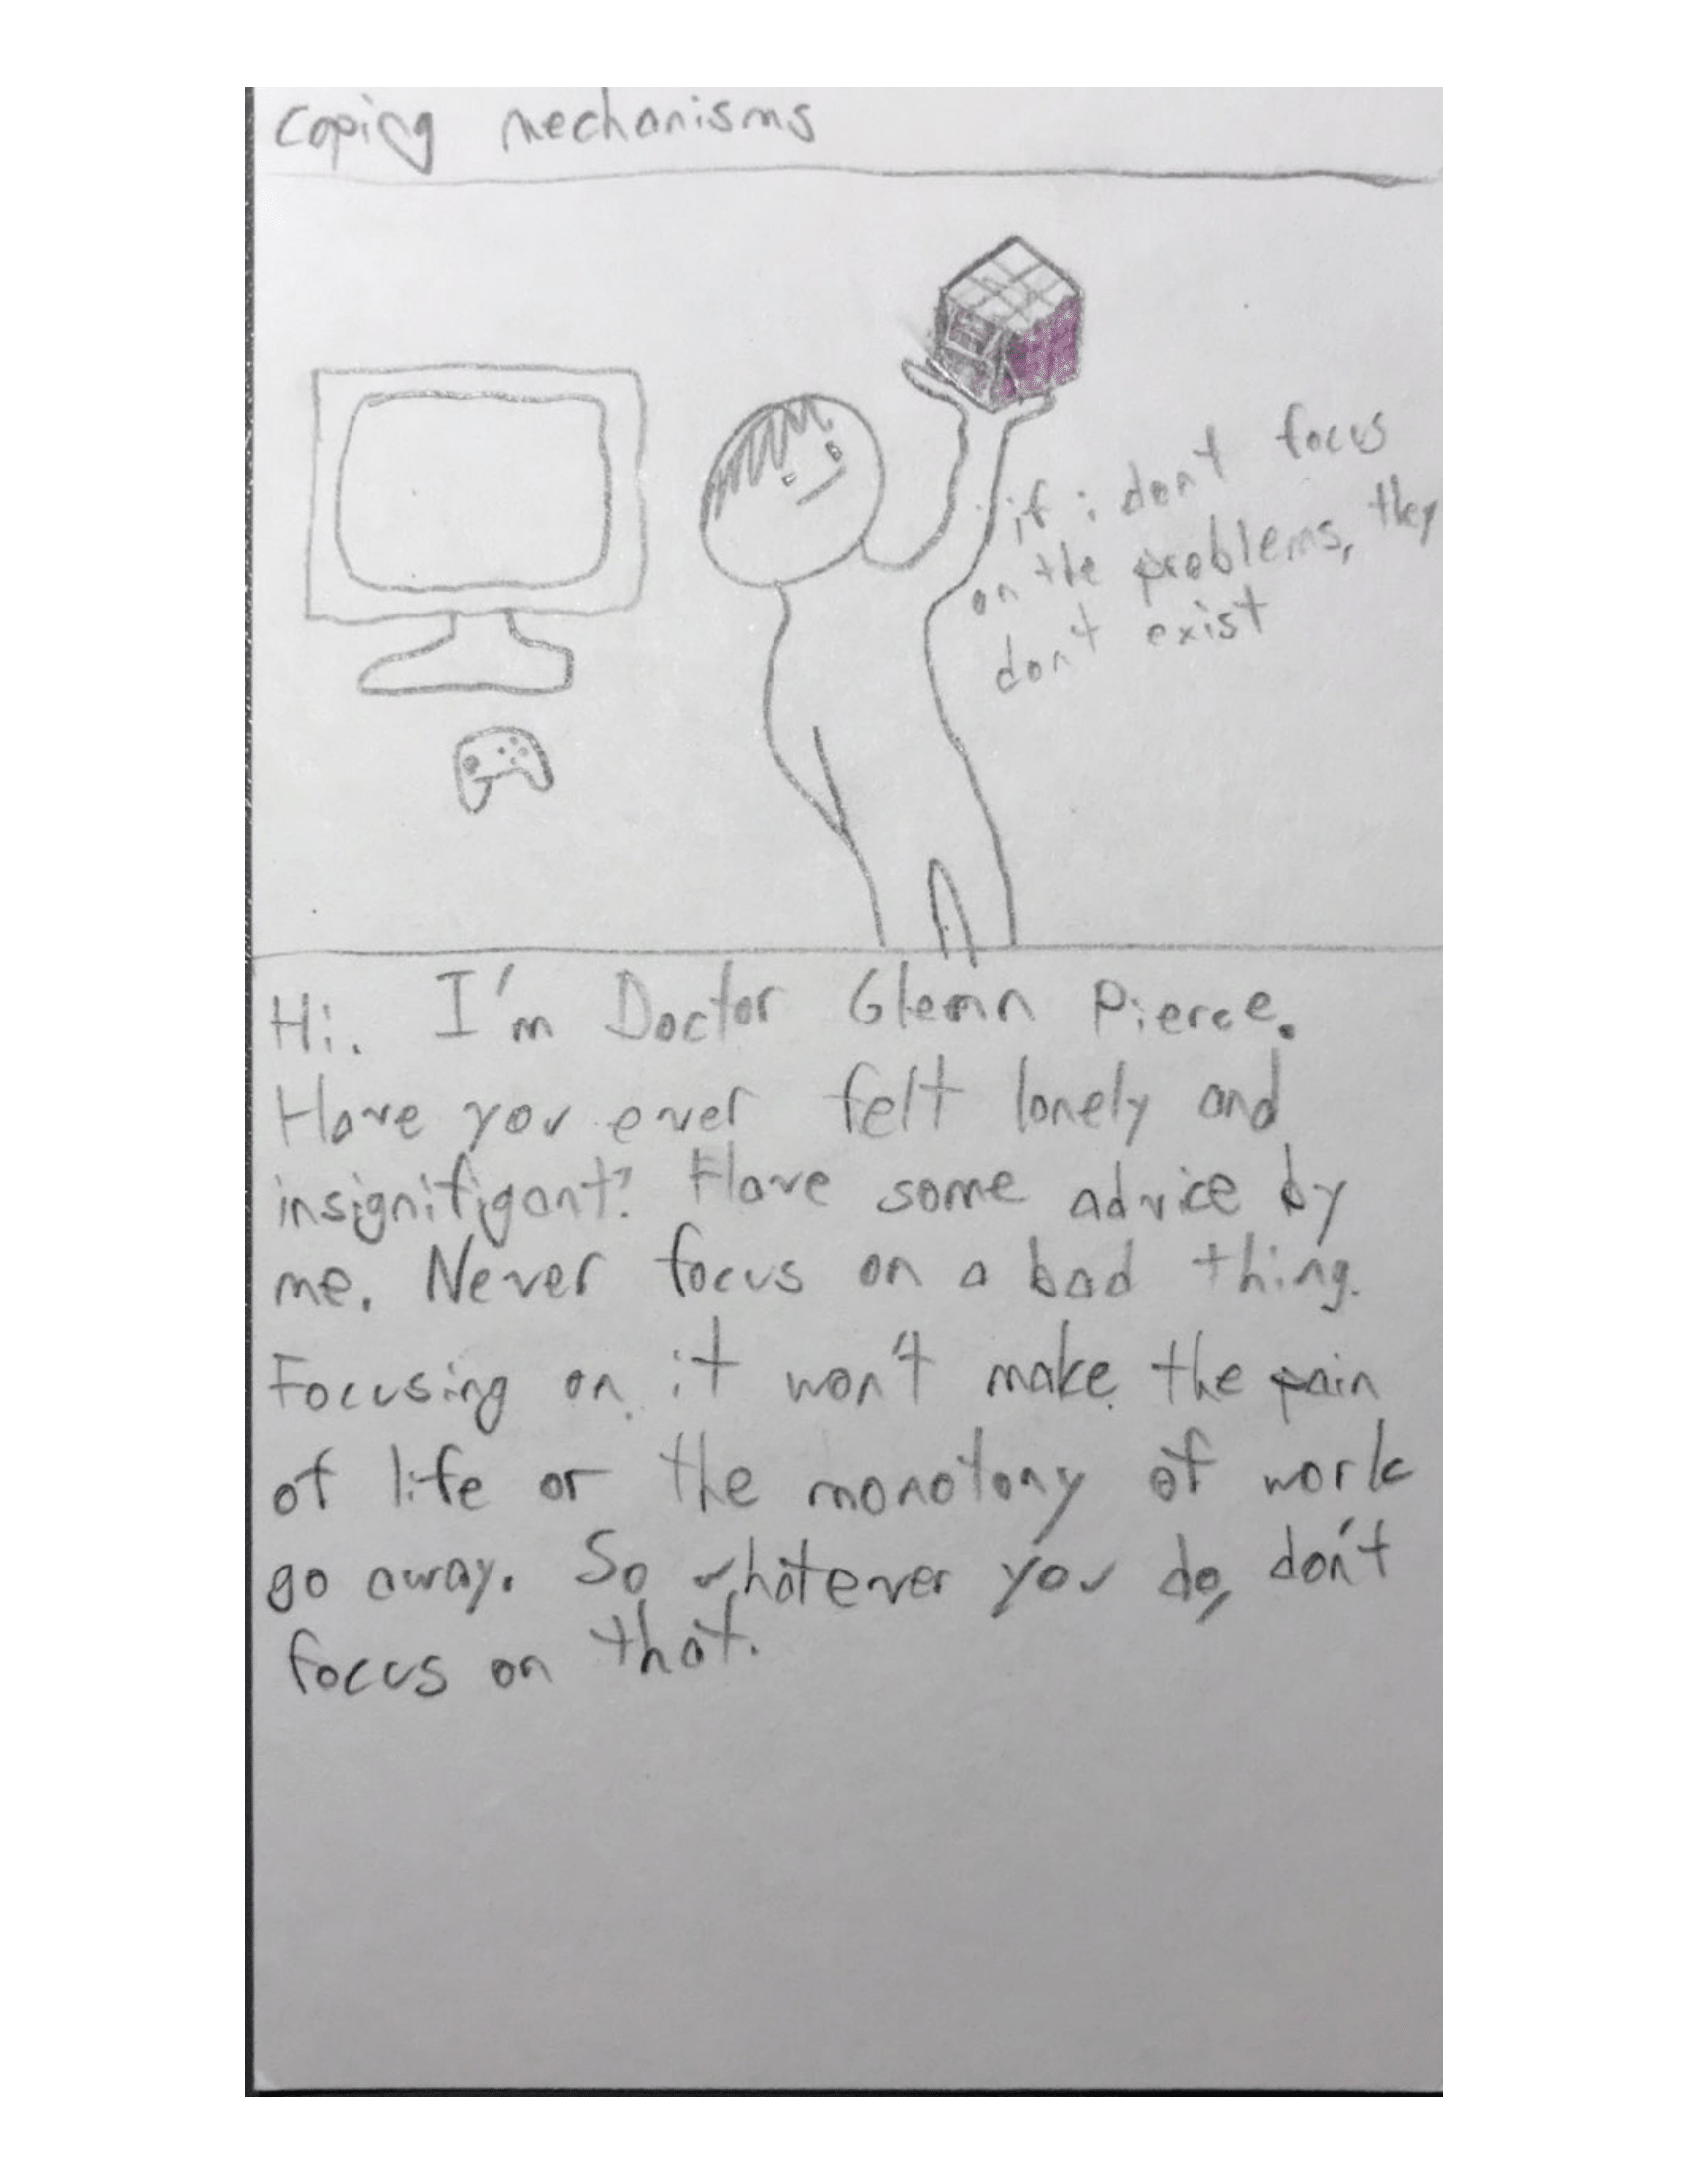 coping mechanisms
if i don't focus
on the problems, they
don't exist
Hi. I'm Doctor Glenn Pierce.
Have you ever felt lonely and
insignifigant? Have some advice by
me. Never focus on a bad thing.
Focusing on it won't make the pain
of life or the monotony of work
go away. So whatever you do, don't
focus on that.